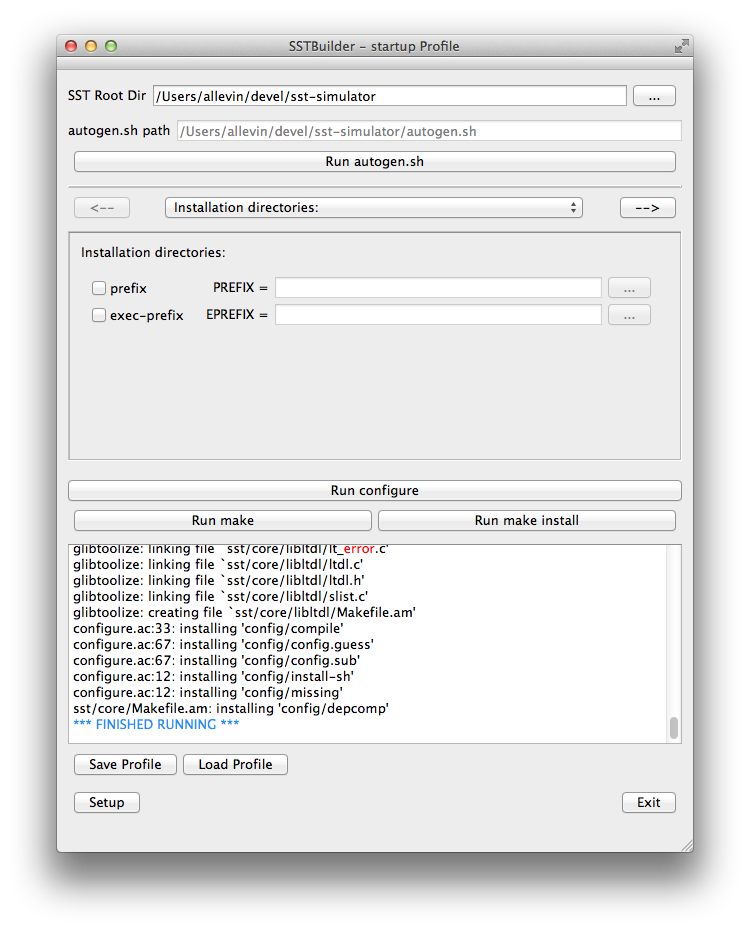 SSTBuilder - startup Profile
SST Root Dir /Users/allevin/devel/sst-simulator ...
autogen.sh path /Users/allevin/devel/sst-simulator/autogen.sh
Run autogen.sh
<-- Installation directories: -->
Installation directories:
prefix PREFIX = ...
exec-prefix EPREFIX = ...
Run configure
Run make Run make install
glibtoolize: linking file `sst/core/libltdl/lt_error.c'
glibtoolize: linking file `sst/core/libltdl/ltdl.c'
glibtoolize: linking file `sst/core/libltdl/ltdl.h'
glibtoolize: linking file `sst/core/libltdl/slist.c'
glibtoolize: creating file `sst/core/libltdl/Makefile.am'
configure.ac:33: installing 'config/compile'
configure.ac:67: installing 'config/config.guess'
configure.ac:67: installing 'config/config.sub'
configure.ac:12: installing 'config/install-sh'
configure.ac:12: installing 'config/missing'
sst/core/Makefile.am: installing 'config/depcomp'
*** FINISHED RUNNING ***
Save Profile Load Profile
Setup Exit